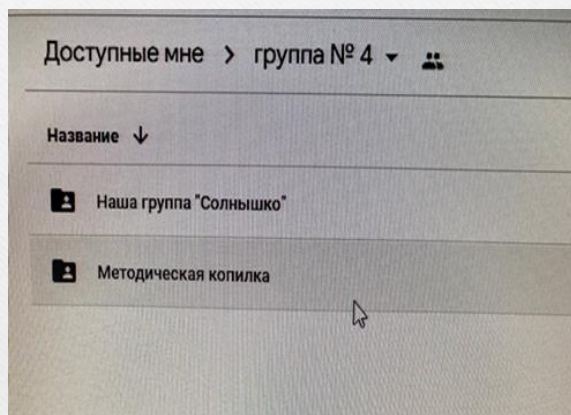 Доступные мне > группа № 4
Название ↓
Наша группа "Солнышко"
Методическая копилка